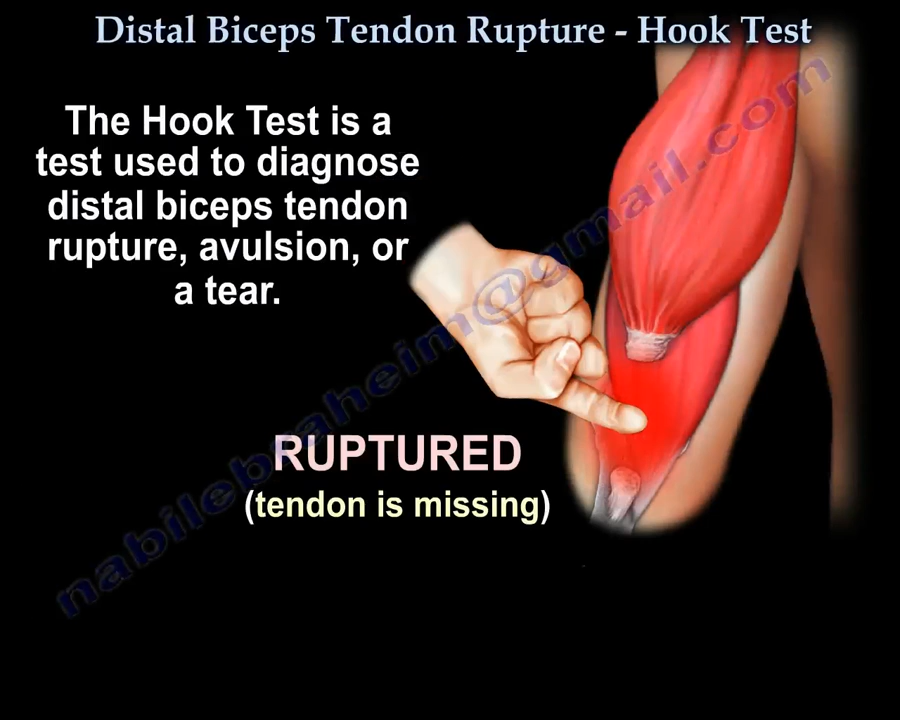 Distal Biceps Tendon Rupture - Hook Test
The Hook Test is a
test used to diagnose
distal biceps tendon
rupture, avulsion, or
a tear.
RUPTURED
(tendon is missing)
nabilebraheim@gmail.com